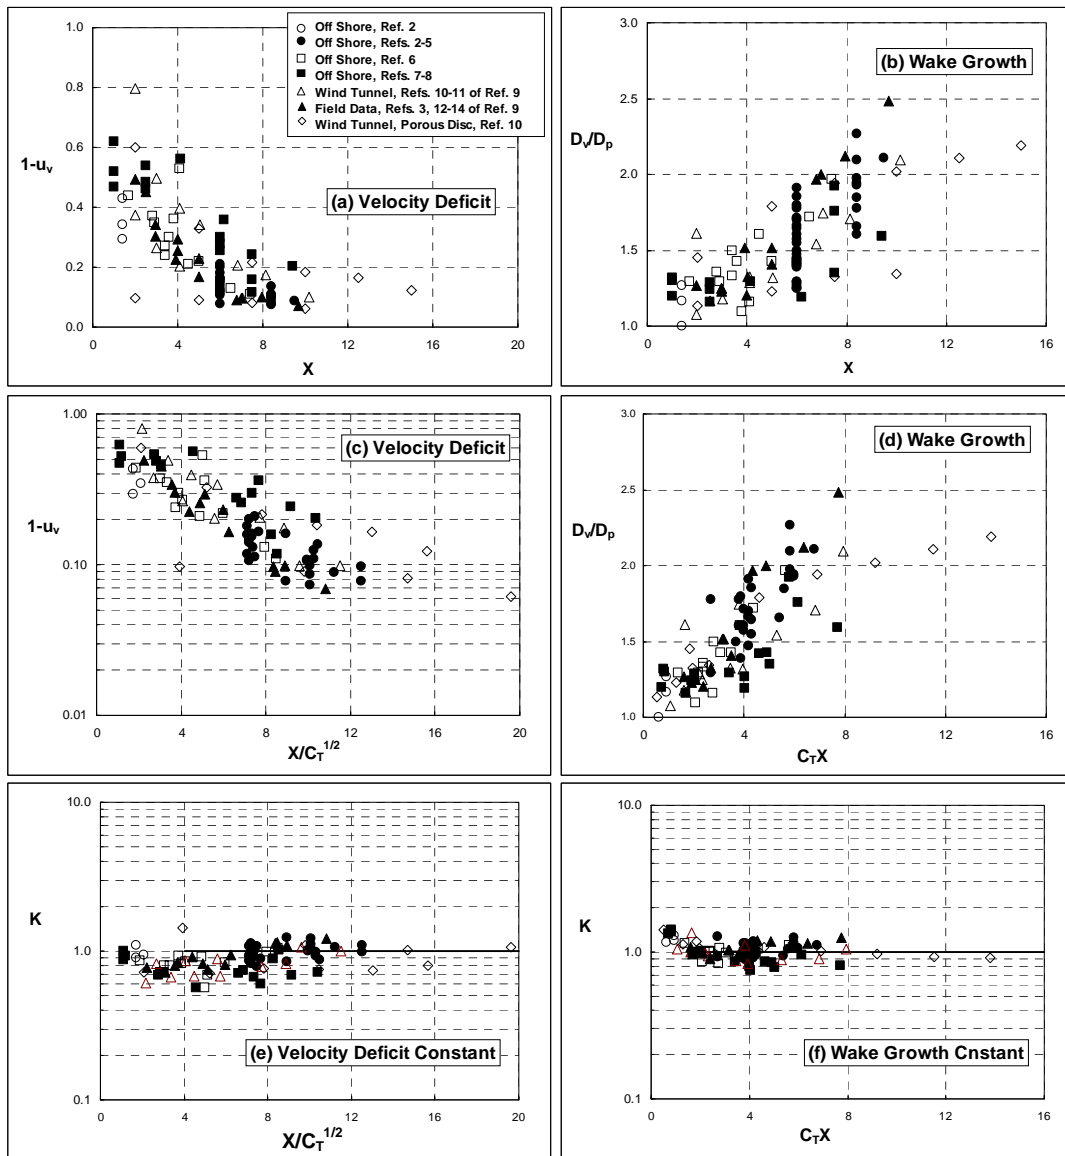 1.0
0.8
0.6
0.4
0.2
0.0
1-uᵥ
0 4 8 12 16 20
X
Off Shore, Ref. 2
Off Shore, Refs. 2-5
Off Shore, Ref. 6
Off Shore, Refs. 7-8
Wind Tunnel, Refs. 10-11 of Ref. 9
Field Data, Refs. 3, 12-14 of Ref. 9
Wind Tunnel, Porous Disc, Ref. 10
(a) Velocity Deficit
3.0
2.5
2.0
1.5
1.0
Dᵥ/Dₚ
0 4 8 12 16
X
(b) Wake Growth
1.00
0.10
0.01
1-uᵥ
0 4 8 12 16 20
X/C_T^1/2
(c) Velocity Deficit
3.0
2.5
2.0
1.5
1.0
Dᵥ/Dₚ
0 4 8 12 16
C_TX
(d) Wake Growth
10.0
1.0
0.1
K
0 4 8 12 16 20
X/C_T^1/2
(e) Velocity Deficit Constant
10.0
1.0
0.1
K
0 4 8 12 16
C_TX
(f) Wake Growth Cnstant